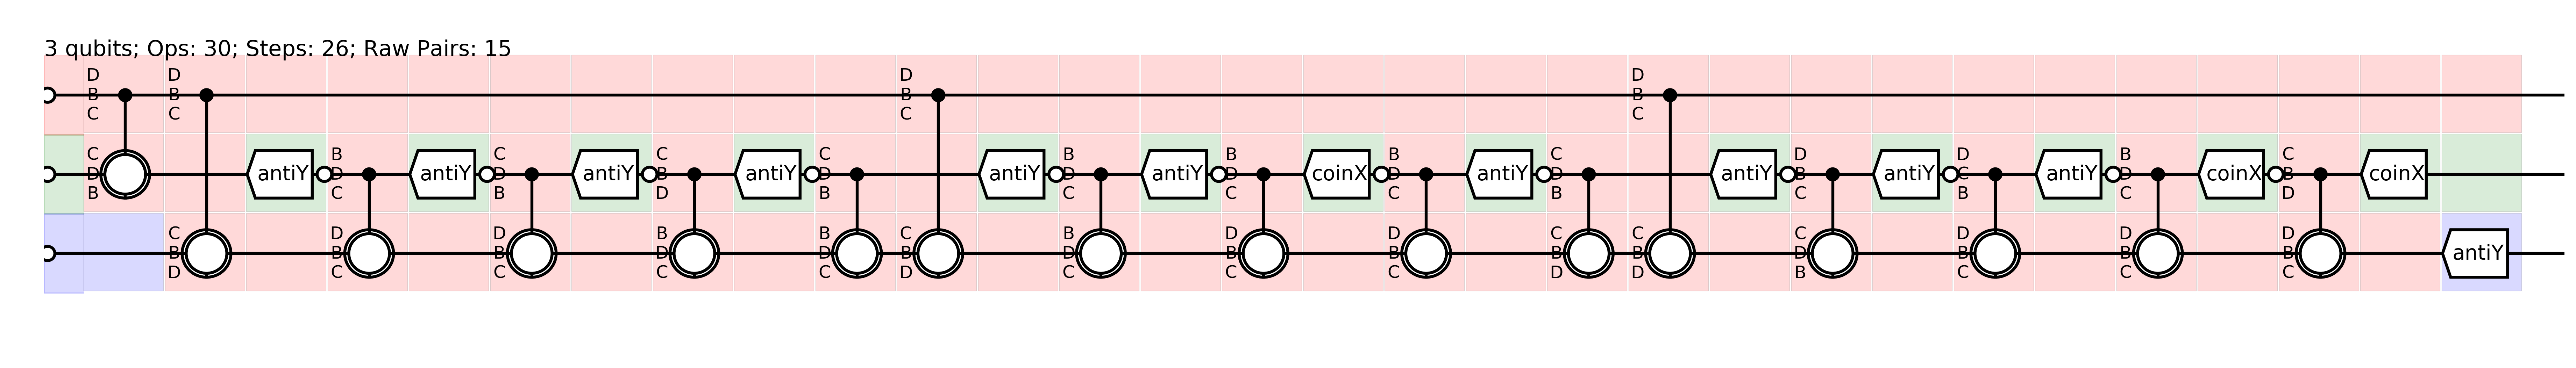 3 qubits; Ops: 30; Steps: 26; Raw Pairs: 15
D D D D
B B B B
C C C C
C B C C C B B B C D D B C
D antiY D antiY D antiY B antiY D antiY D antiY D coinX D antiY D antiY B antiY C antiY D coinX B coinX
B C B D B C C C B C B C D
C D D B B C B D D C C C D D D
B B B D D B D B B B B D B B B antiY
D C C C C D C C C D D B C C C